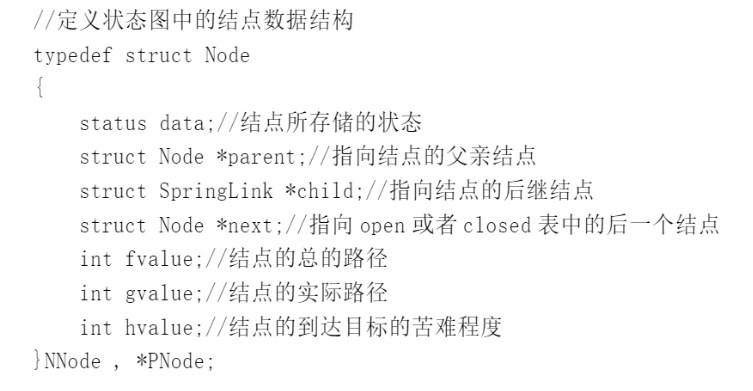 //定义状态图中的结点数据结构
typedef struct Node
{
status data;//结点所存储的状态
struct Node *parent;//指向结点的父亲结点
struct SpringLink *child;//指向结点的后继结点
struct Node *next;//指向 open 或者 closed 表中的后一个结点
int fvalue;//结点的总的路径
int gvalue;//结点的实际路径
int hvalue;//结点的到达目标的苦难程度
}NNode , *PNode;